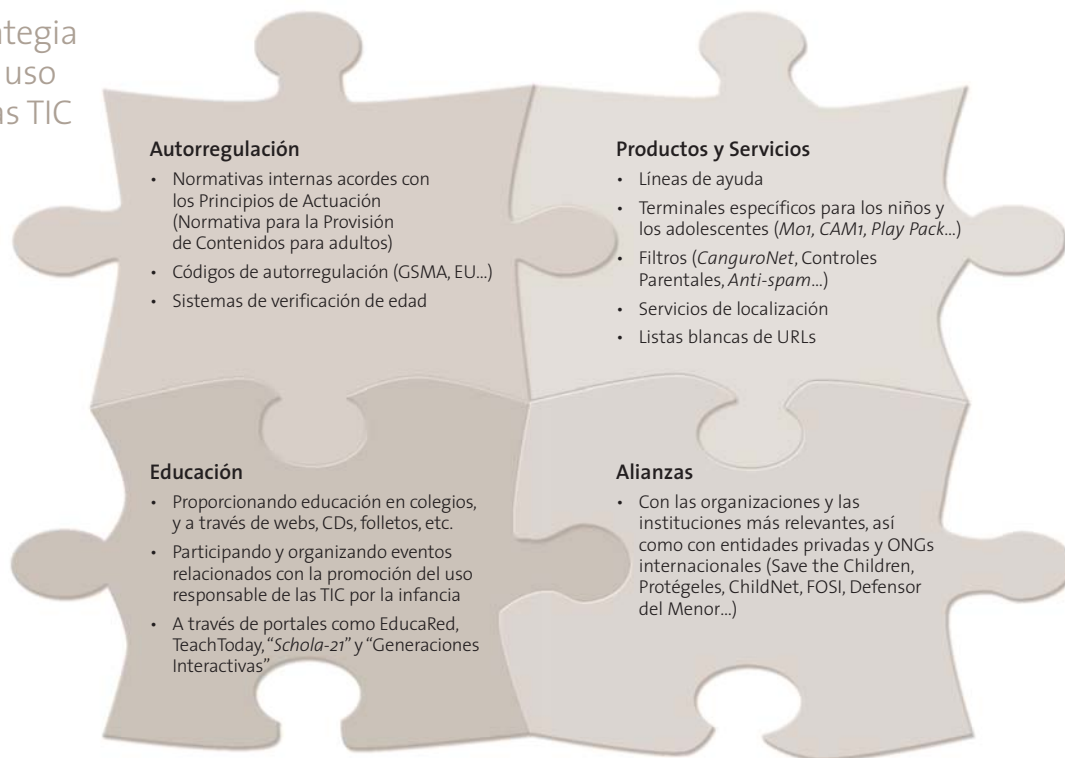 tegia
uso
as TIC
Autorregulación
• Normativas internas acordes con
los Principios de Actuación
(Normativa para la Provisión
de Contenidos para adultos)
• Códigos de autorregulación (GSMA, EU...)
• Sistemas de verificación de edad
Productos y Servicios
• Líneas de ayuda
• Terminales específicos para los niños y
los adolescentes (Mo1, CAM1, Play Pack...)
• Filtros (CanguroNet, Controles
Parentales, Anti-spam...)
• Servicios de localización
• Listas blancas de URLs
Educación
• Proporcionando educación en colegios,
y a través de webs, CDs, folletos, etc.
• Participando y organizando eventos
relacionados con la promoción del uso
responsable de las TIC por la infancia
• A través de portales como EducaRed,
TeachToday, “Schola-21” y “Generaciones
Interactivas”
Alianzas
• Con las organizaciones y las
instituciones más relevantes, así
como con entidades privadas y ONGs
internacionales (Save the Children,
Protégeles, ChildNet, FOSI, Defensor
del Menor...)